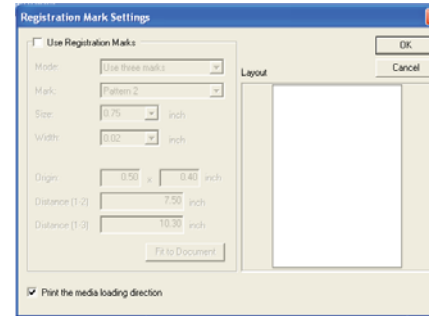 Registration Mark Settings
Use Registration Marks
OK
Cancel
Mode: Use three marks
Layout
Mark: Pattern 2
Size: 0.75 inch
Width: 0.02 inch
Origin: 0.50 x 0.40 inch
Distance (1-2) 7.50 inch
Distance (1-3) 10.30 inch
Fit to Document
Print the media loading direction